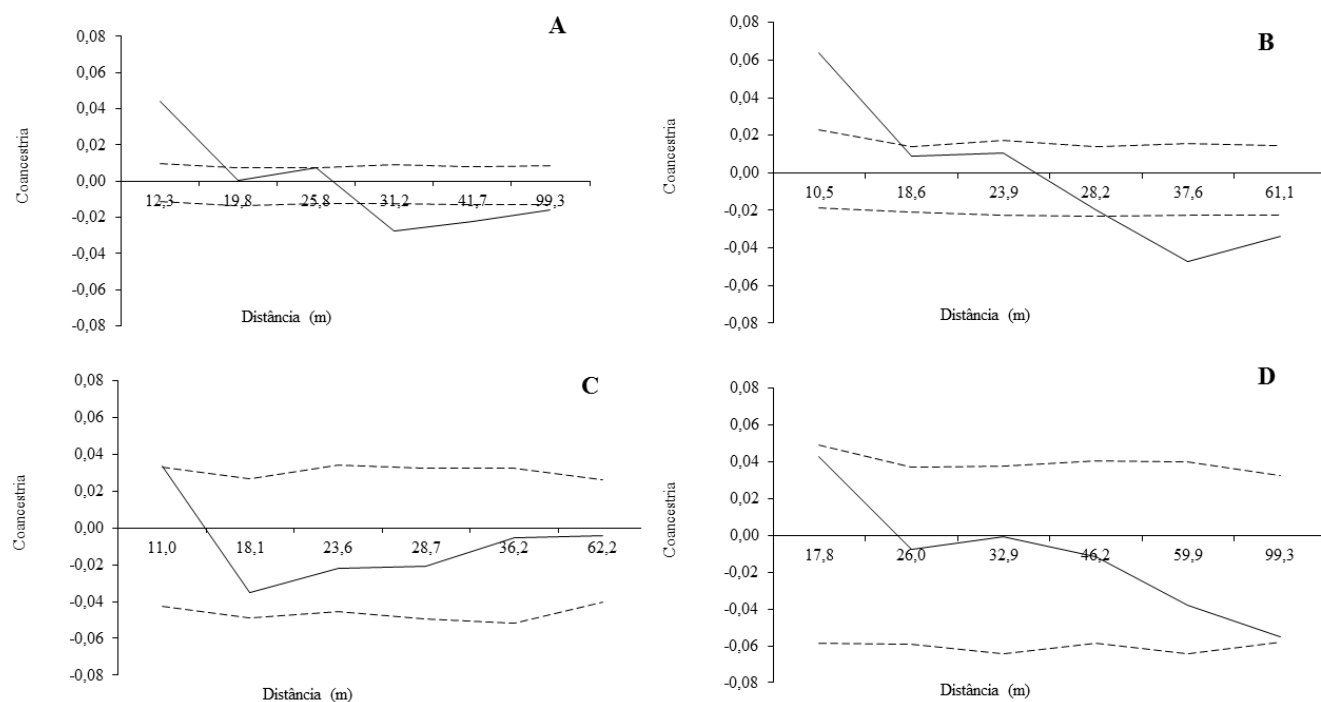 A
0,08
0,06
0,04
0,02
0,00
-0,02
-0,04
-0,06
-0,08
Coancestria
12,3 19,8 25,8 31,2 41,7 99,3
Distância (m)
B
0,08
0,06
0,04
0,02
0,00
-0,02
-0,04
-0,06
-0,08
Coancestria
10,5 18,6 23,9 28,2 37,6 61,1
Distância (m)
C
0,08
0,06
0,04
0,02
0,00
-0,02
-0,04
-0,06
-0,08
Coancestria
11,0 18,1 23,6 28,7 36,2 62,2
Distância (m)
D
0,08
0,06
0,04
0,02
0,00
-0,02
-0,04
-0,06
-0,08
Coancestria
17,8 26,0 32,9 46,2 59,9 99,3
Distância (m)